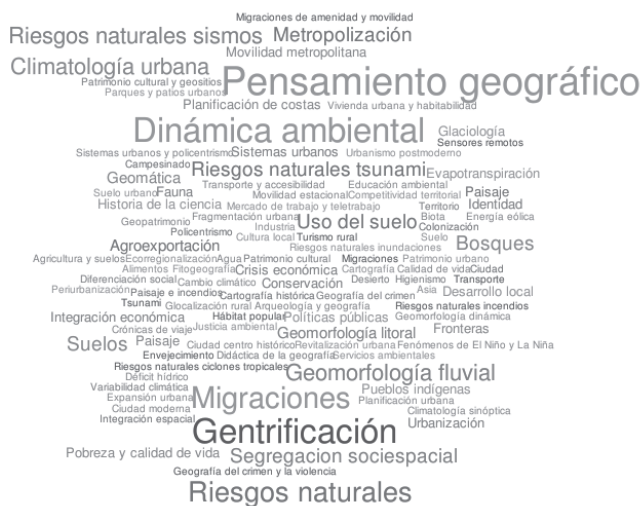 Migraciones de amenidad y movilidad
Riesgos naturales sismos Metropolización
Movilidad metropolitana
Climatología urbana
Pensamiento geográfico
Patrimonio cultural y geositios
Parques y patios urbanos
Planificación de costas Vivienda urbana y habitabilidad
Dinámica ambiental Glaciología
Sensores remotos
Sistemas urbanos y policentrismo Sistemas urbanos Urbanismo postmoderno
Campesinado Riesgos naturales tsunami Evapotranspiración
Geomática Transporte y accesibilidad Educación ambiental
Suelo urbano Fauna Movilidad estacional Competitividad territorial Paisaje
Historia de la ciencia Mercado de trabajo y teletrabajo Territorio Identidad
Geopatrimonio Fragmentación urbana Uso del suelo Biota Energía eólica
Policentrismo Industria Colonización
Cultura local Turismo rural Suelo
Agroexportación Riesgos naturales inundaciones Bosques
Agricultura y suelos Ecorregionalización Agua Patrimonio cultural Migraciones Patrimonio urbano
Alimentos Fitogeografía Crisis económica Cartografía Calidad de vida Ciudad
Diferenciación social Cambio climático Conservación Desierto Higienismo Transporte
Periurbanización Paisaje e incendios Cartografía histórica Geografía del crimen Asia Desarrollo local
Tsunami Glocalización rural Arqueología y geografía Riesgos naturales incendios
Integración económica Hábitat popular Políticas públicas Geomorfología dinámica
Crónicas de viaje Justicia ambiental Geomorfología litoral Fronteras
Suelos Paisaje Ciudad centro histórico Revitalización urbana Fenómenos de El Niño y La Niña
Envejecimiento Didáctica de la geografía Servicios ambientales
Riesgos naturales ciclones tropicales Geomorfología fluvial
Déficit hídrico
Variabilidad climática Migraciones Pueblos indígenas
Expansión urbana Planificación urbana
Ciudad moderna Climatología sinóptica
Integración espacial Gentrificación Urbanización
Pobreza y calidad de vida Segregacion sociespacial
Geografía del crimen y la violencia
Riesgos naturales